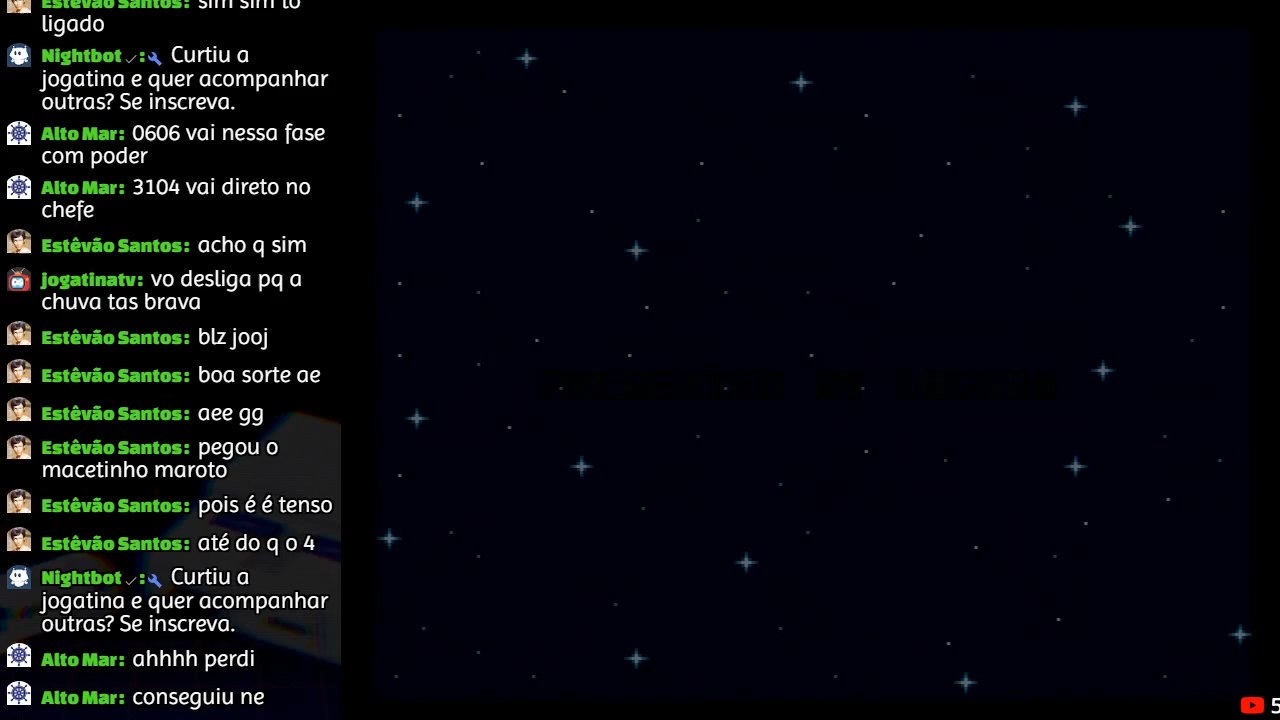 Estêvão Santos: sim sim to
ligado
Nightbot: Curtiu a
jogatina e quer acompanhar
outras? Se inscreva.
Alto Mar: 0606 vai nessa fase
com poder
Alto Mar: 3104 vai direto no
chefe
Estêvão Santos: acho q sim
jogatinatv: vo desliga pq a
chuva tas brava
Estêvão Santos: blz jooj
Estêvão Santos: boa sorte ae
Estêvão Santos: aee gg
Estêvão Santos: pegou o
macetinho maroto
Estêvão Santos: pois é é tenso
Estêvão Santos: até do q o 4
Nightbot: Curtiu a
jogatina e quer acompanhar
outras? Se inscreva.
Alto Mar: ahhhh perdi
Alto Mar: conseguiu ne
5